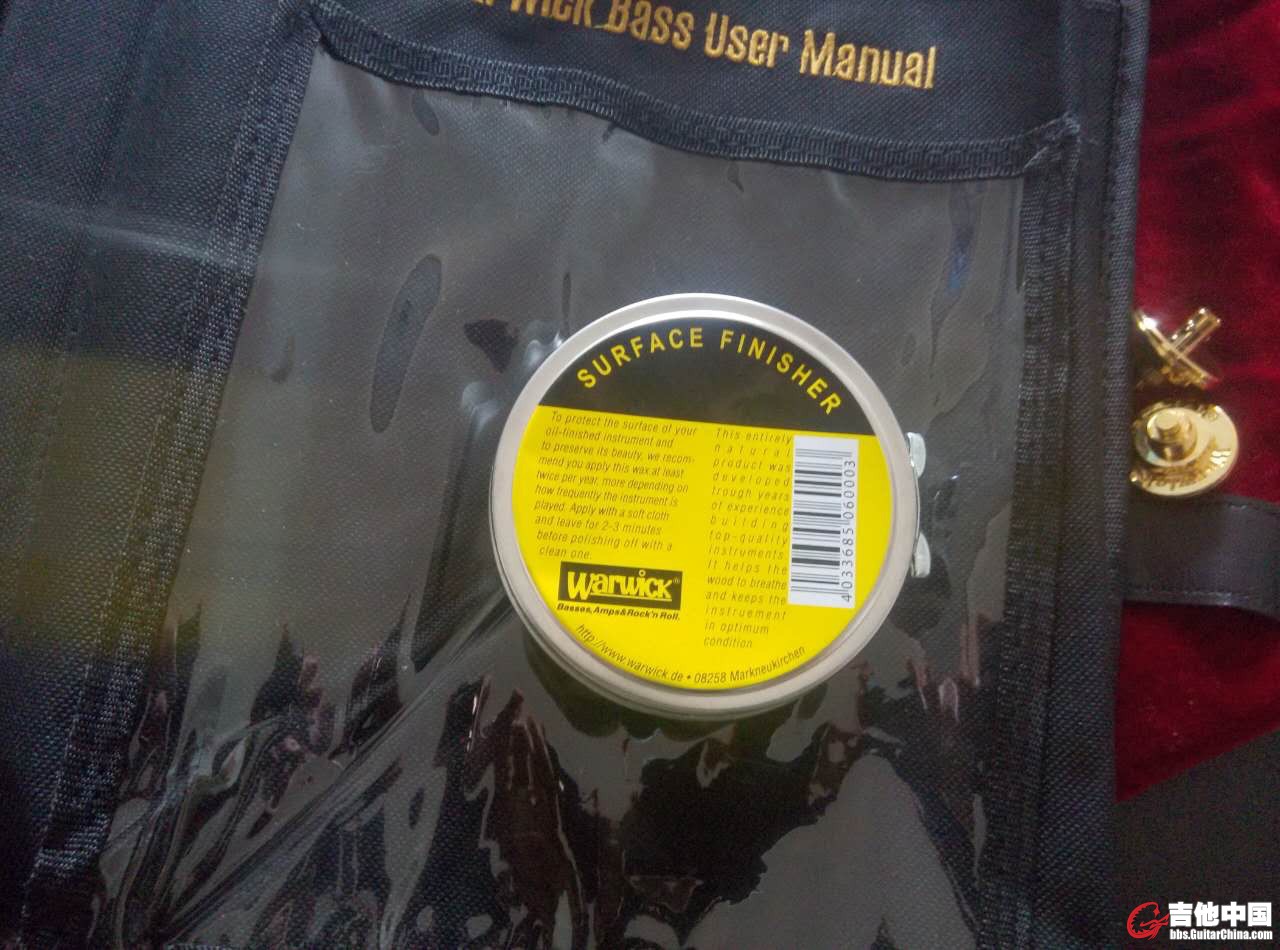 Bass User Manual
SURFACE FINISHER
To protect the surface of your
oil-finished instrument and
to preserve its beauty, we recom-
mend you apply this wax at least
twice per year, more depending on
how frequently the instrument is
played. Apply with a soft cloth
and leave for 2-3 minutes
before polishing off with a
clean one.
This entirely
natural
product was
developed
trough years
of experience
building
top-quality
instruments.
It helps the
wood to breathe
and keeps the
instruement
in optimum
condition.
4033685060003
Warwick®
Basses, Amps&Rock'n Roll.
http://www.warwick.de • 08258 Markneukirchen
吉他中国
bbs.GuitarChina.com